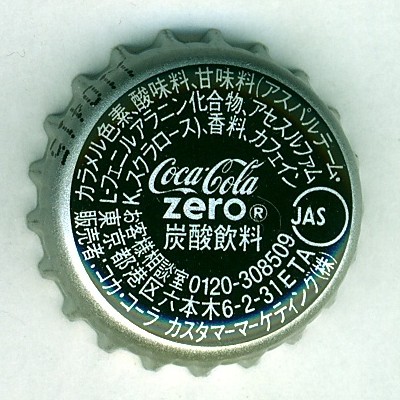 カラメル色素、酸味料、甘味料(アスパルテーム・
L-フェニルアラニン化合物、アセスルファム
K、スクラロース)、香料、カフェイン
Coca-Cola
zero®
炭酸飲料
JAS
お客様相談室0120-308509
東京都港区六本木6-2-31ETA
販売者・コカ・コーラ カスタマーマーケティング(株)